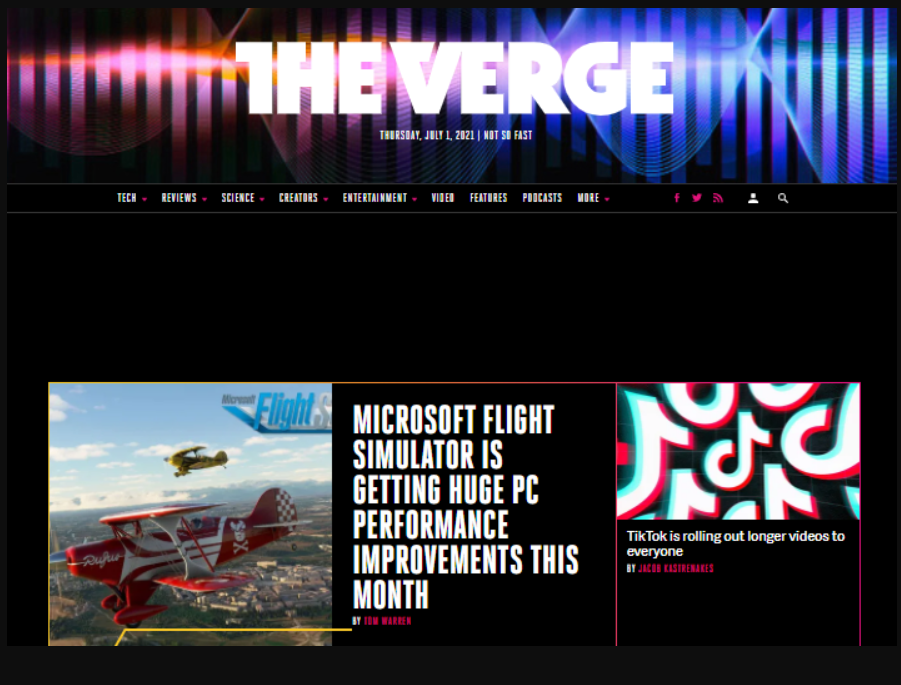 THE VERGE
THURSDAY, JULY 1, 2021 | NOT SO FAST
TECH REVIEWS SCIENCE CREATORS ENTERTAINMENT VIDEO FEATURES PODCASTS MORE
Microsoft
Flight
Rufus
Xes
MICROSOFT FLIGHT
SIMULATOR IS
GETTING HUGE PC
PERFORMANCE
IMPROVEMENTS THIS
MONTH
BY TOM WARREN
TikTok is rolling out longer videos to
everyone
BY JACOB KASTRENAKES